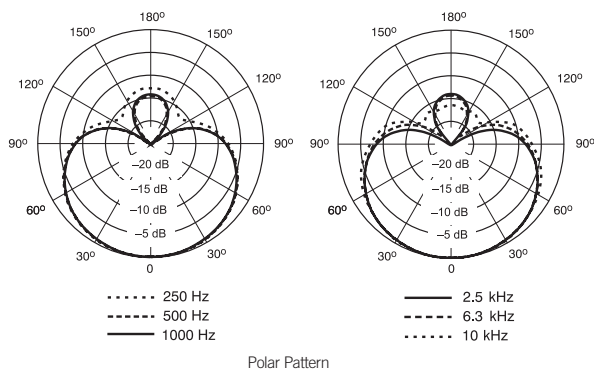 180°
150° 150°
120° 120°
90° 90°
–20 dB
–15 dB
–10 dB
60° 60°
–5 dB
30° 30°
0
250 Hz
500 Hz
1000 Hz
180°
150° 150°
120° 120°
90° 90°
–20 dB
–15 dB
–10 dB
60° 60°
–5 dB
30° 30°
0
2.5 kHz
6.3 kHz
10 kHz
Polar Pattern